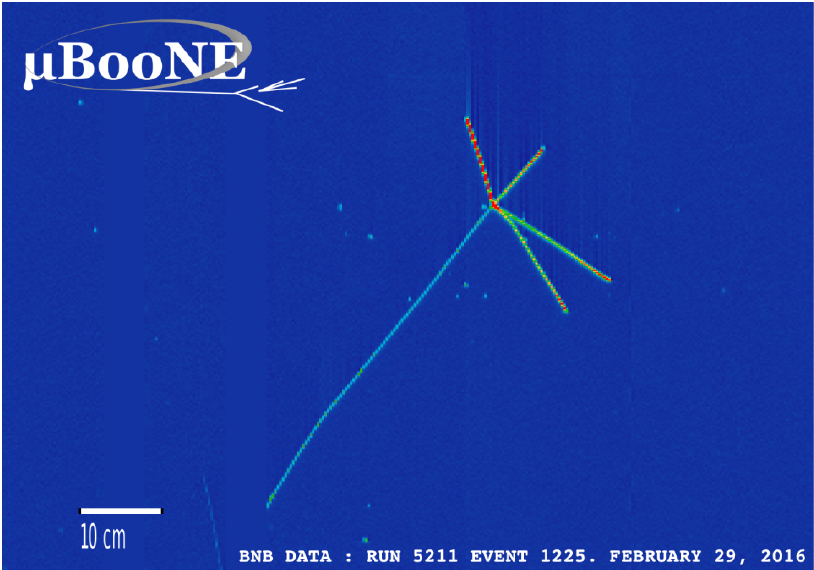 µBooNE
10 cm
BNB DATA : RUN 5211 EVENT 1225. FEBRUARY 29, 2016